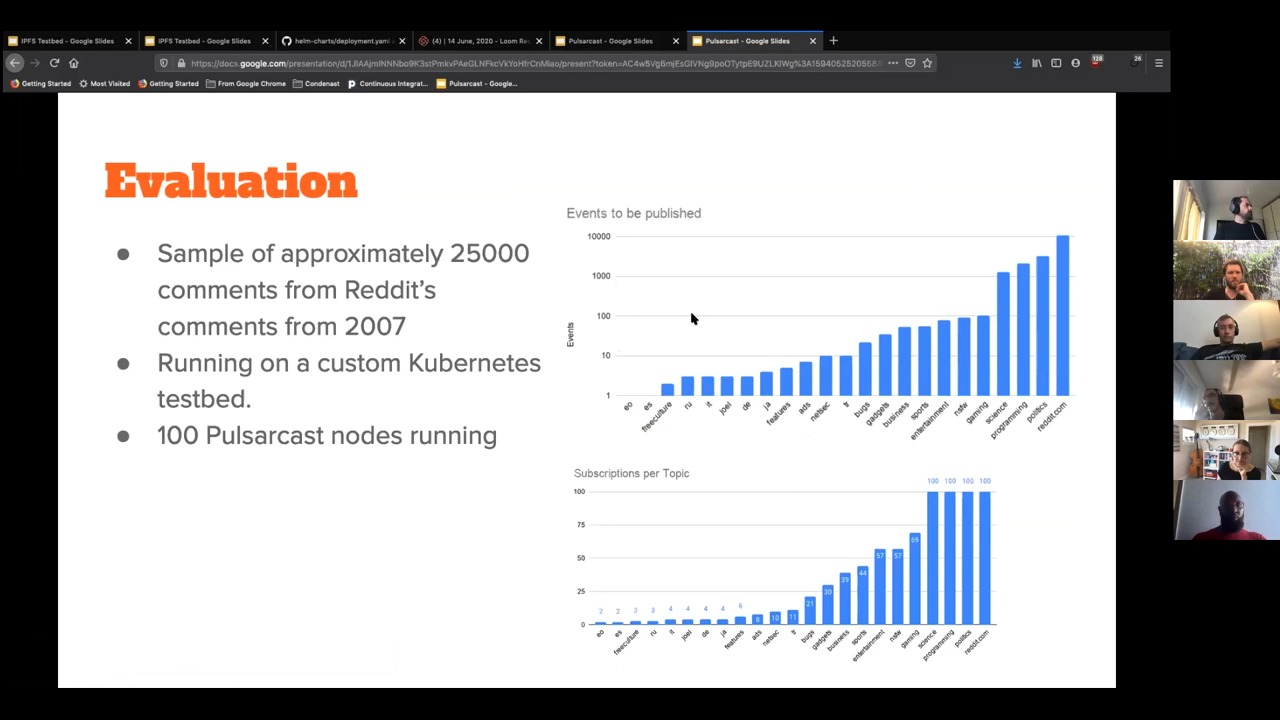 IPFS Testbed - Google Slides
IPFS Testbed - Google Slides
helm-charts/deployment.yaml
(4) | 14 June, 2020 - Loom Re
Pulsarcast - Google Slides
Pulsarcast - Google Slides
Getting Started
Most Visited
Getting Started
From Google Chrome
Condenast
Continuous Integrat...
Pulsarcast - Google...
128
26
Evaluation
● Sample of approximately 25000
comments from Reddit's
comments from 2007
● Running on a custom Kubernetes
testbed.
● 100 Pulsarcast nodes running
Events to be published
10000
1000
100
10
1
Events
eo es freeculture ru it joel de ja features ads netsec tr bugs gadgets business sports entertainment nsfw gaming science programming politics reddit.com
Subscriptions per Topic
100
75
50
25
0
2 2 3 3 4 4 4 4 6 8 10 11 21 30 39 44 57 57 69 100 100 100 100
eo es freeculture ru it joel de ja features ads netsec tr bugs gadgets business sports entertainment nsfw gaming science programming politics reddit.com